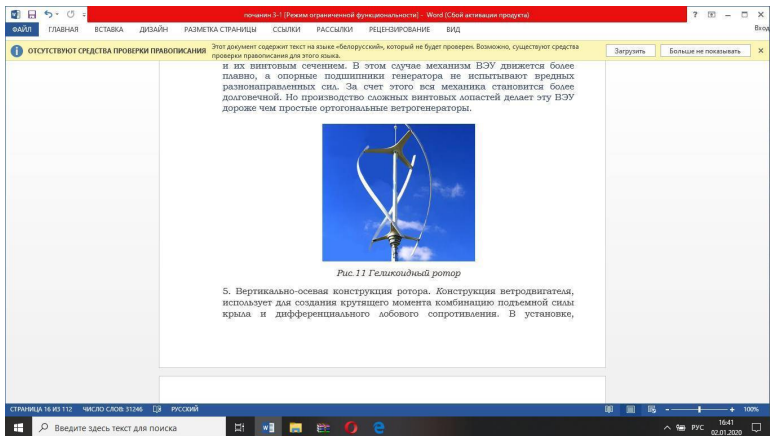 почанин 3-1 [Режим ограниченной функциональности] - Word (Сбой активации продукта)
ФАЙЛ ГЛАВНАЯ ВСТАВКА ДИЗАЙН РАЗМЕТКА СТРАНИЦЫ ССЫЛКИ РАССЫЛКИ РЕЦЕНЗИРОВАНИЕ ВИД Вход
ОТСУТСТВУЮТ СРЕДСТВА ПРОВЕРКИ ПРАВОПИСАНИЯ Этот документ содержит текст на языке «белорусский», который не будет проверен. Возможно, существуют средства
проверки правописания для этого языка.
Загрузить Больше не показывать
и их винтовым сечением. В этом случае механизм ВЭУ движется более
плавно, а опорные подшипники генератора не испытывают вредных
разнонаправленных сил. За счет этого вся механика становится более
долговечной. Но производство сложных винтовых лопастей делает эту ВЭУ
дороже чем простые ортогональные ветрогенераторы.
Рис.11 Геликоидный ротор
5. Вертикально-осевая конструкция ротора. Конструкция ветродвигателя,
использует для создания крутящего момента комбинацию подъемной силы
крыла и дифференциального лобового сопротивления. В установке,
СТРАНИЦА 16 ИЗ 112 ЧИСЛО СЛОВ: 31246 РУССКИЙ 100%
Введите здесь текст для поиска
РУС
16:41
02.01.2020